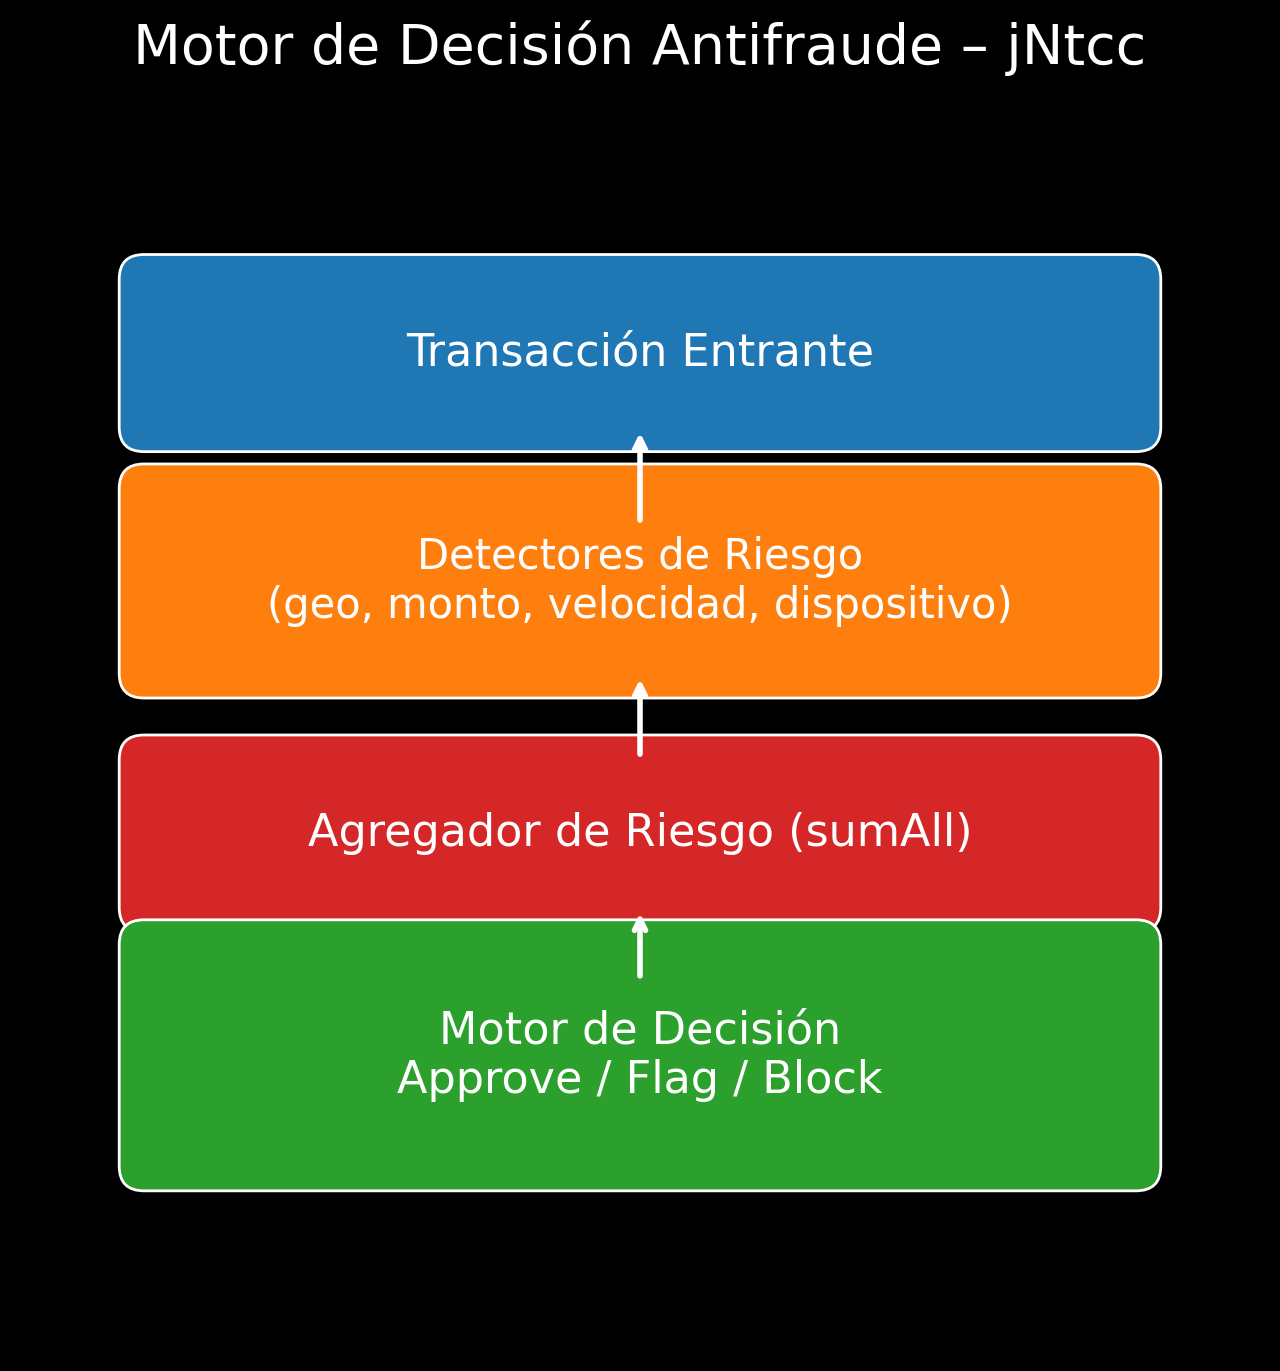 Motor de Decisión Antifraude – jNtcc
Transacción Entrante
Detectores de Riesgo
(geo, monto, velocidad, dispositivo)
Agregador de Riesgo (sumAll)
Motor de Decisión
Approve / Flag / Block